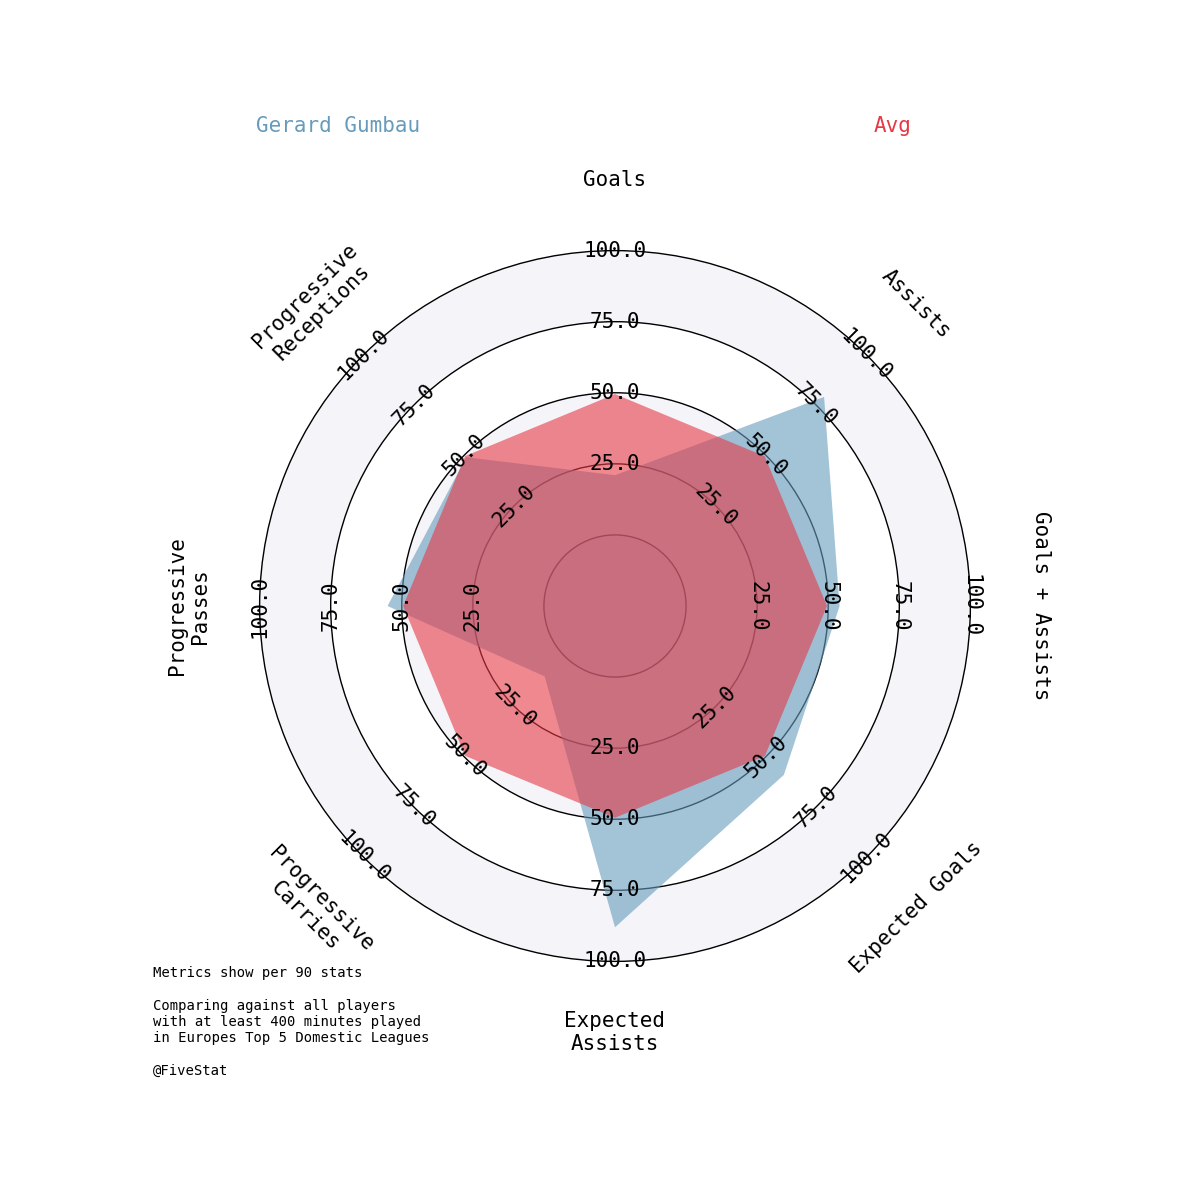 Gerard Gumbau
Avg
Goals
Assists
Goals + Assists
Expected Goals
Expected
Assists
Progressive
Carries
Progressive
Passes
Progressive
Receptions
25.0
50.0
75.0
100.0
25.0
50.0
75.0
100.0
25.0
50.0
75.0
100.0
25.0
50.0
75.0
100.0
25.0
50.0
75.0
100.0
25.0
50.0
75.0
100.0
25.0
50.0
75.0
100.0
25.0
50.0
75.0
100.0
Metrics show per 90 stats
Comparing against all players
with at least 400 minutes played
in Europes Top 5 Domestic Leagues
@FiveStat